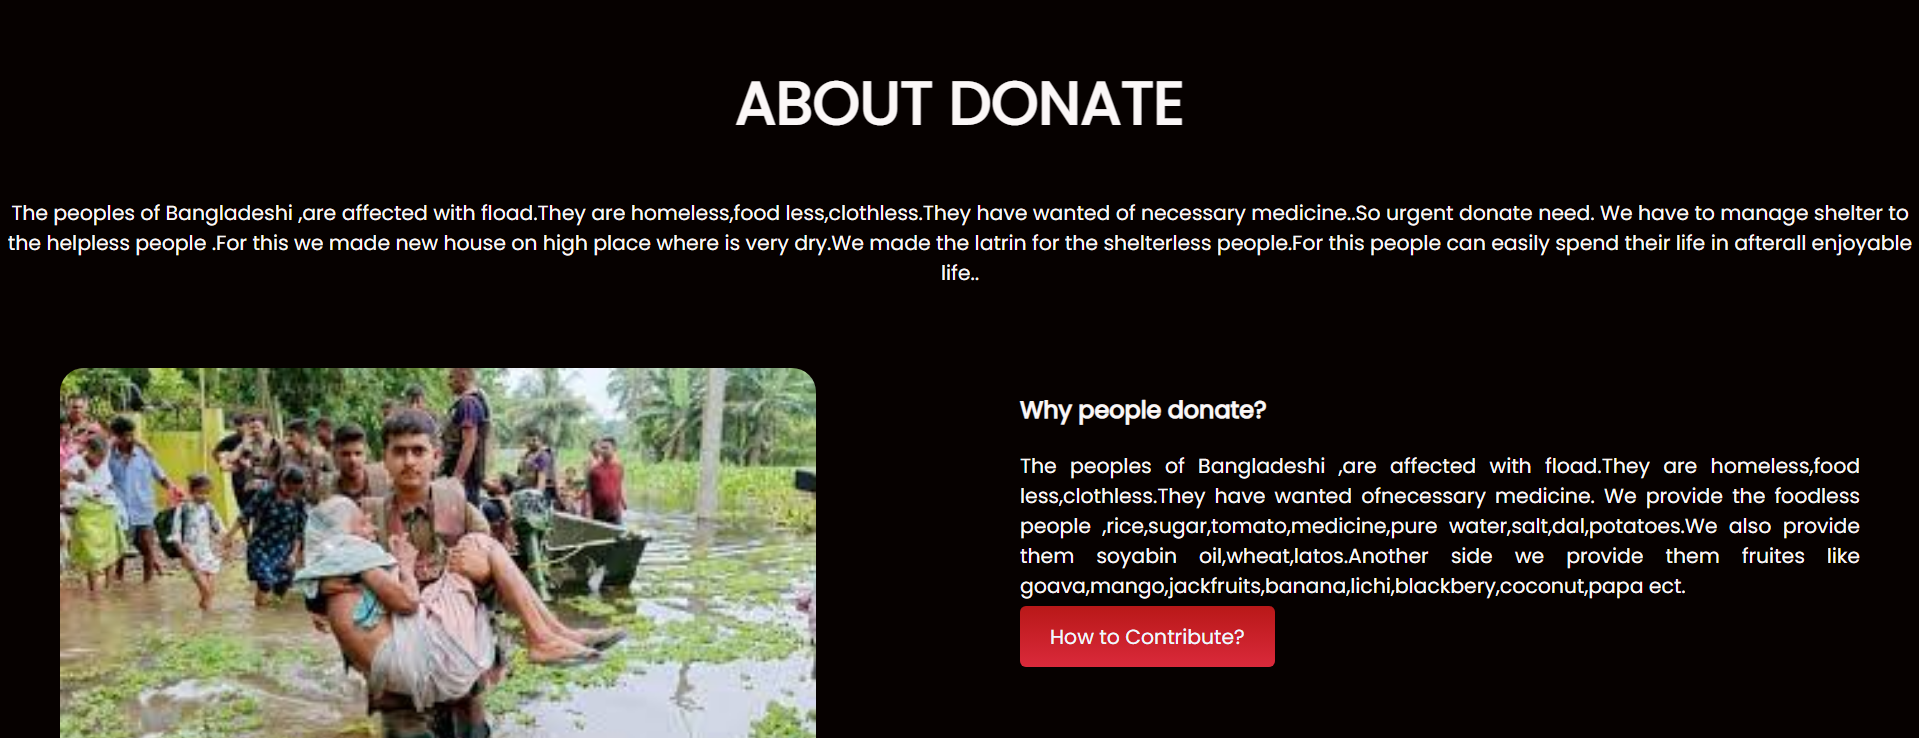 ABOUT DONATE
The peoples of Bangladeshi ,are affected with fload.They are homeless,food less,clothless.They have wanted of necessary medicine..So urgent donate need. We have to manage shelter to
the helpless people .For this we made new house on high place where is very dry.We made the latrin for the shelterless people.For this people can easily spend their life in afterall enjoyable
life..
Why people donate?
The peoples of Bangladeshi ,are affected with fload.They are homeless,food
less,clothless.They have wanted ofnecessary medicine. We provide the foodless
people ,rice,sugar,tomato,medicine,pure water,salt,dal,potatoes.We also provide
them soyabin oil,wheat,latos.Another side we provide them fruites like
goava,mango,jackfruits,banana,lichi,blackbery,coconut,papa ect.
How to Contribute?